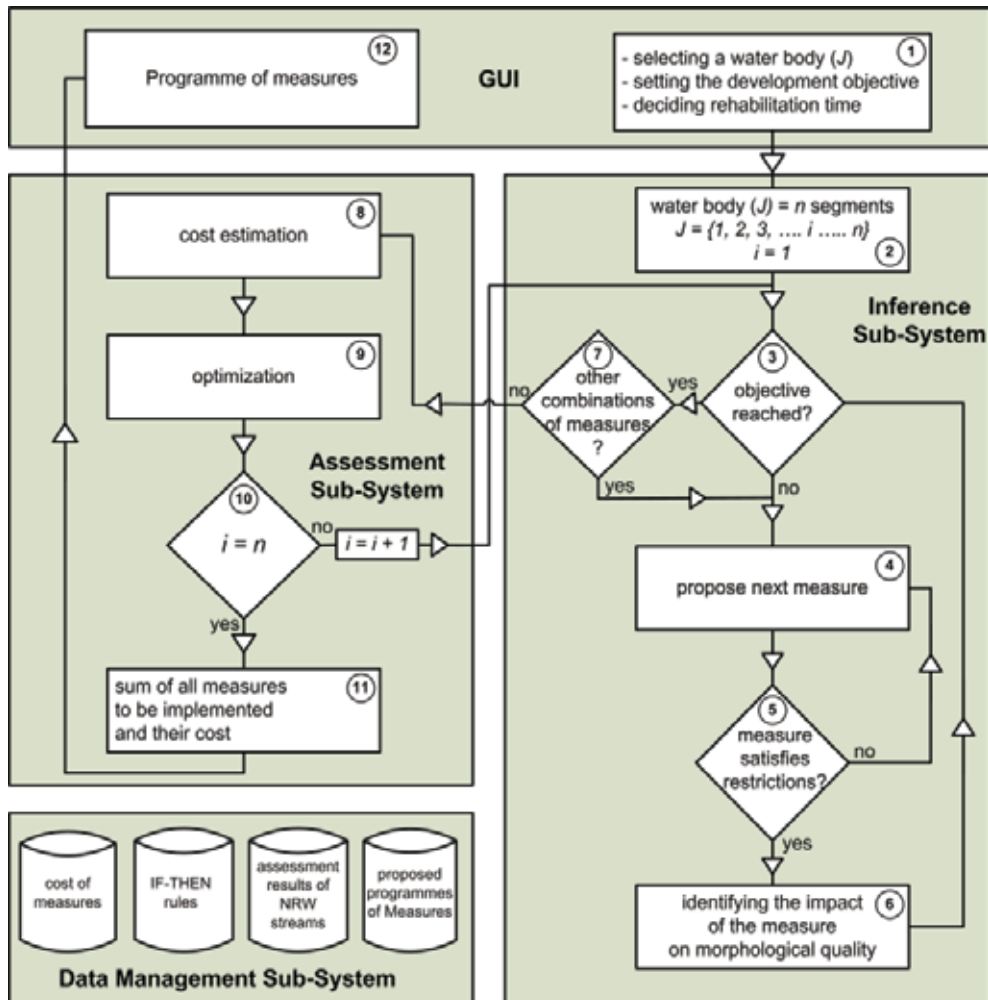 12
Programme of measures
GUI
1
- selecting a water body (J)
- setting the development objective
- deciding rehabilitation time
8
cost estimation
9
optimization
Assessment
Sub-System
10
i = n
no
i = i + 1
yes
11
sum of all measures
to be implemented
and their cost
water body (J) = n segments
J = {1, 2, 3, .... i ..... n}
i = 1
2
Inference
Sub-System
3
objective
reached?
yes
no
7
other
combinations
of measures
?
no
yes
4
propose next measure
5
measure
satisfies
restrictions?
no
yes
6
identifying the impact
of the measure
on morphological quality
cost of
measures
IF-THEN
rules
assessment
results of
NRW
streams
proposed
programmes
of Measures
Data Management Sub-System